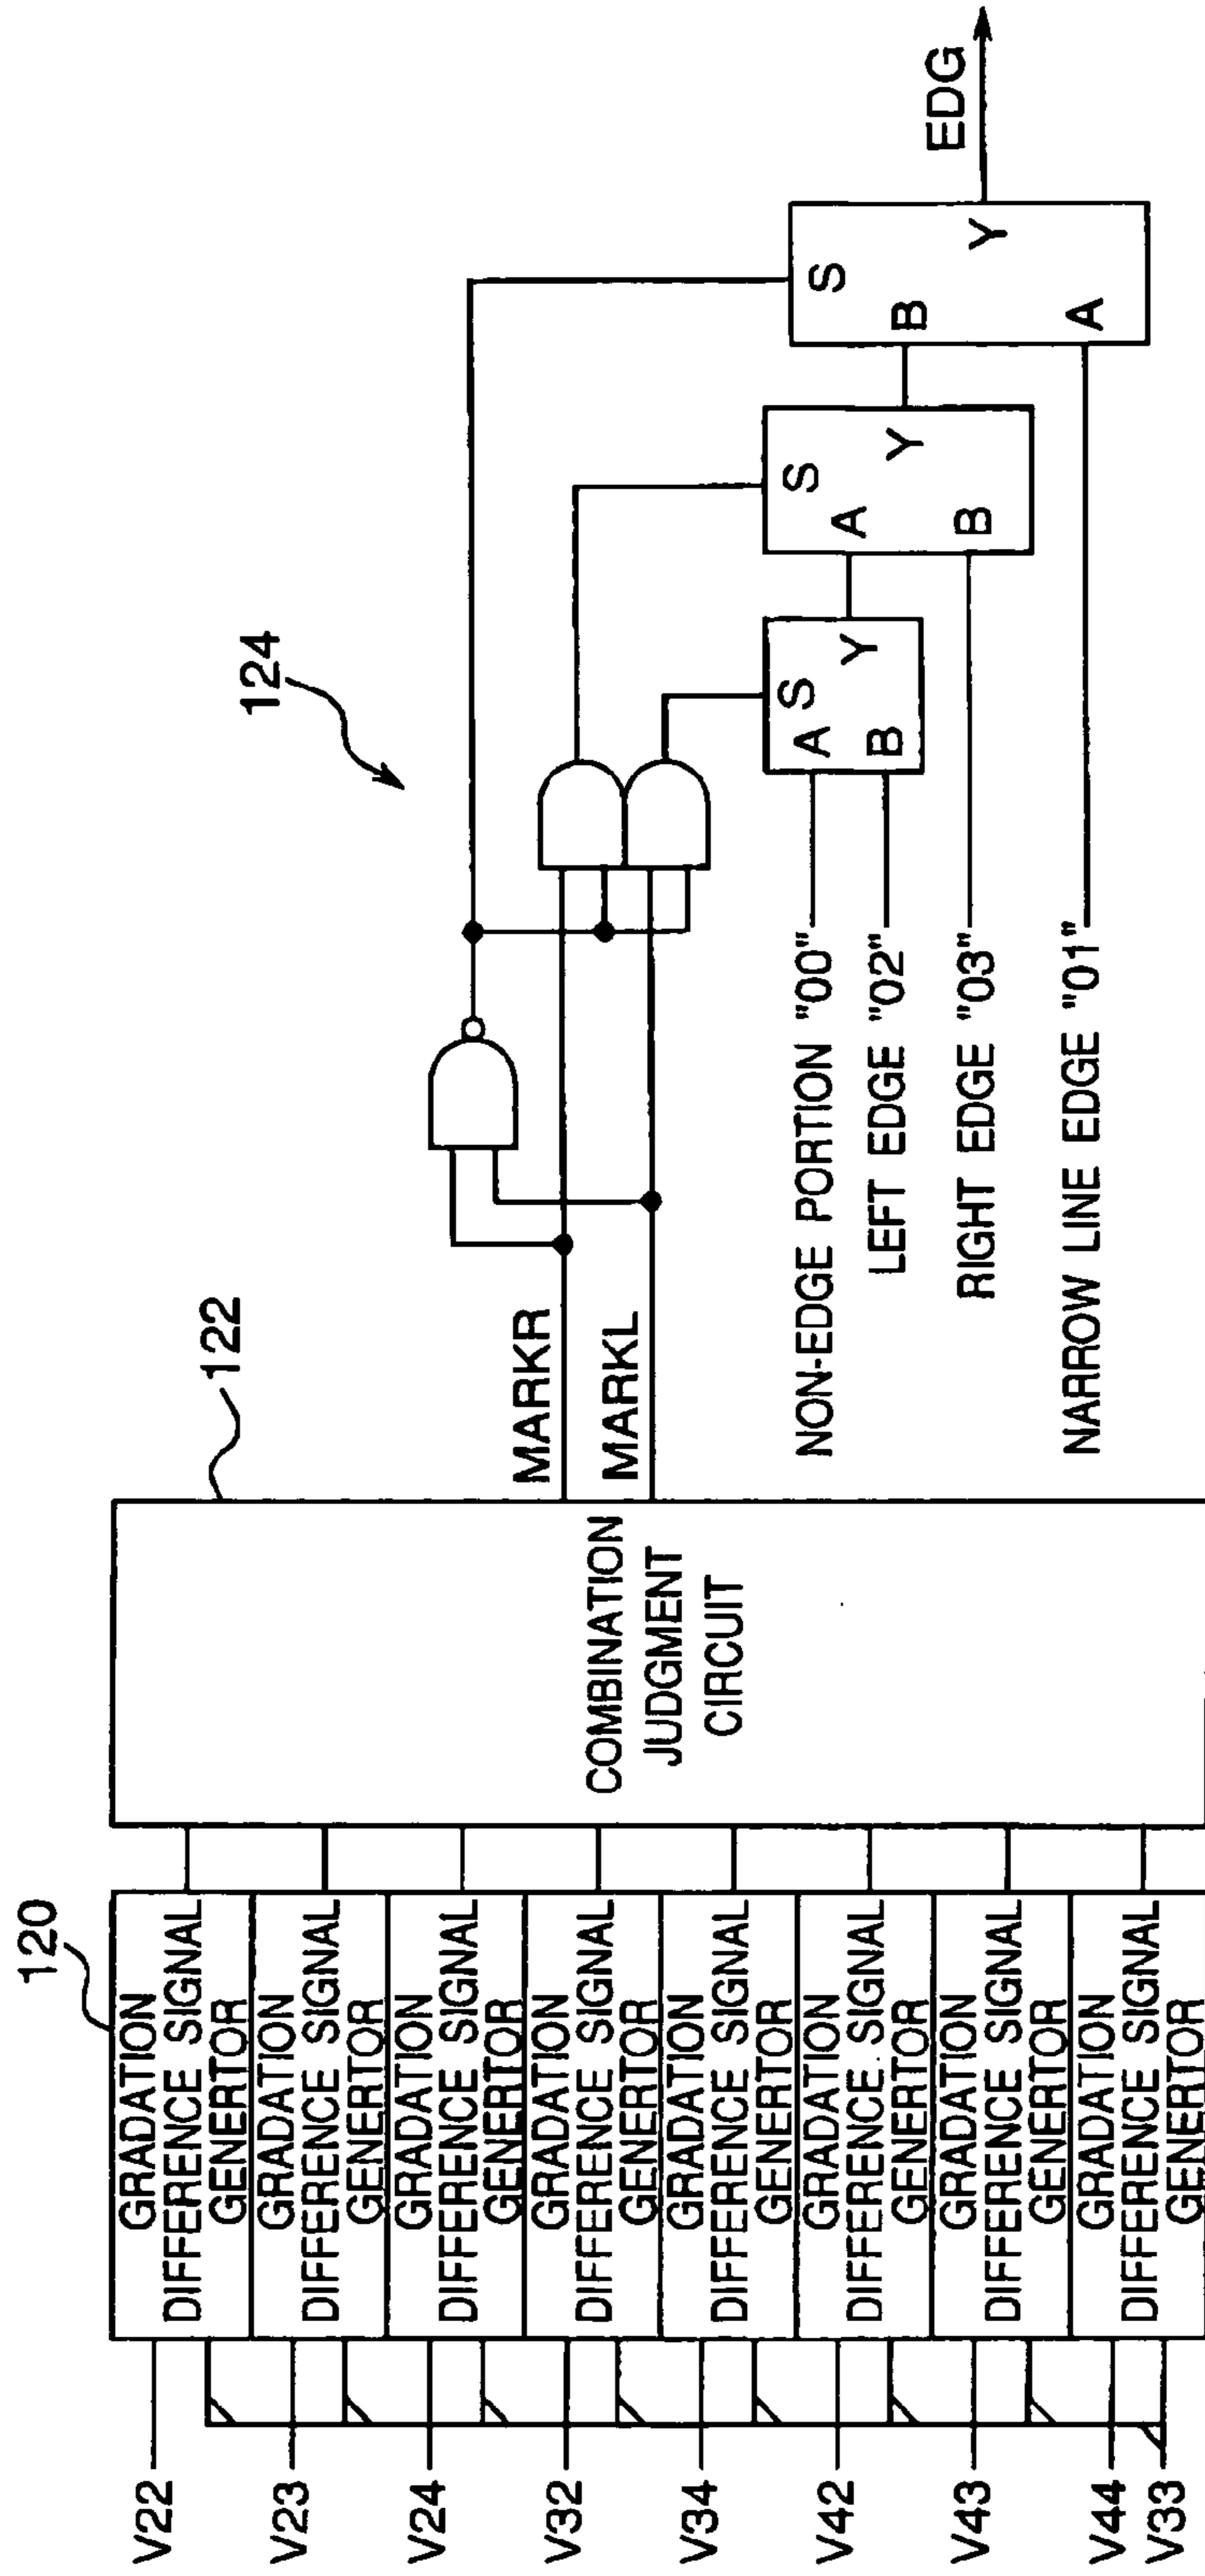 120
122
124
V22
V23
V24
V32
V34
V42
V43
V44
V33
GRADATION
DIFFERENCE SIGNAL
GENERTOR
GRADATION
DIFFERENCE SIGNAL
GENERTOR
GRADATION
DIFFERENCE SIGNAL
GENERTOR
GRADATION
DIFFERENCE SIGNAL
GENERTOR
GRADATION
DIFFERENCE SIGNAL
GENERTOR
GRADATION
DIFFERENCE SIGNAL
GENERTOR
GRADATION
DIFFERENCE SIGNAL
GENERTOR
GRADATION
DIFFERENCE SIGNAL
GENERTOR
COMBINATION
JUDGMENT
CIRCUIT
MARKR
MARKL
NON-EDGE PORTION "00"
LEFT EDGE "02"
RIGHT EDGE "03"
NARROW LINE EDGE "01"
S
A
B
Y
S
A
B
Y
S
B
A
Y
EDG